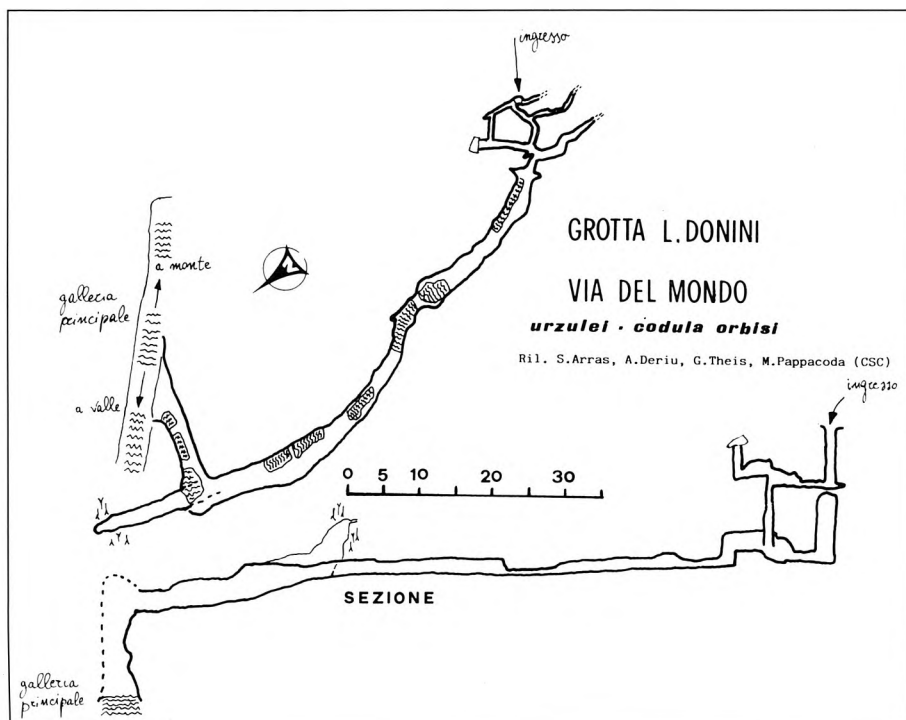 ingresso
GROTTA L. DONINI
VIA DEL MONDO
urzulei - codula orbisi
Ril. S.Arras, A.Deriu, G.Theis, M.Pappacoda (CSC)
a monte
galleria
principale
a valle
ingresso
0 5 10 20 30
SEZIONE
galleria
principale